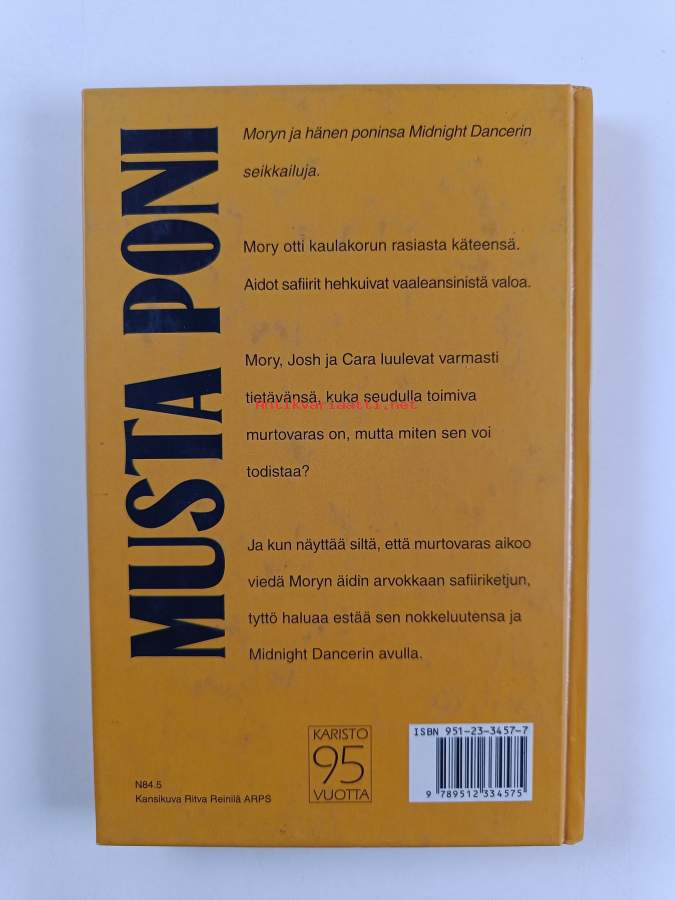 MUSTA PONI
Moryn ja hänen poninsa Midnight Dancerin
seikkailuja.
Mory otti kaulakorun rasiasta käteensä.
Aidot safiirit hehkuivat vaaleansinistä valoa.
Mory, Josh ja Cara luulevat varmasti
tietävänsä, kuka seudulla toimiva
Antikvariaatti.net
murtovaras on, mutta miten sen voi
todistaa?
Ja kun näyttää siltä, että murtovaras aikoo
viedä Moryn äidin arvokkaan safiiriketjun,
tyttö haluaa estää sen nokkeluutensa ja
Midnight Dancerin avulla.
KARISTO
95
VUOTTA
ISBN 951-23-3457-7
9 789512 334575
N84.5
Kansikuva Ritva Reinilä ARPS